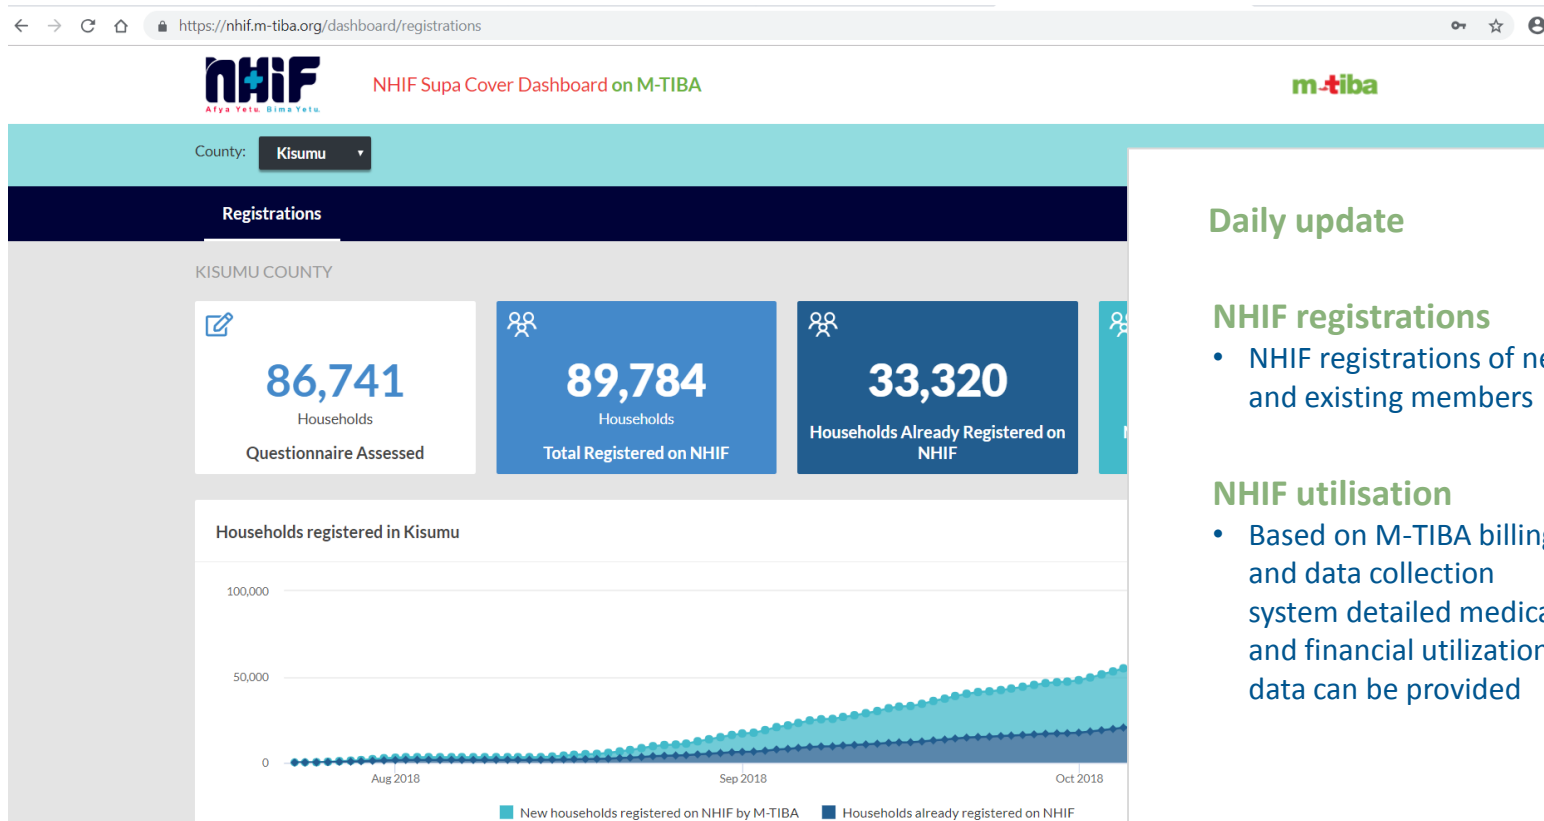 https://nhif.m-tiba.org/dashboard/registrations
nHiF
Afya Yetu. Bima Yetu.
NHIF Supa Cover Dashboard on M-TIBA
m-tiba
County:
Kisumu
Registrations
KISUMU COUNTY
86,741
Households
Questionnaire Assessed
89,784
Households
Total Registered on NHIF
33,320
Households Already Registered on
NHIF
Households registered in Kisumu
100,000
50,000
0
Aug 2018
Sep 2018
Oct 2018
New households registered on NHIF by M-TIBA
Households already registered on NHIF
Daily update
NHIF registrations
• NHIF registrations of
and existing members
NHIF utilisation
• Based on M-TIBA
and data collection
system detailed
and financial
data can be provided